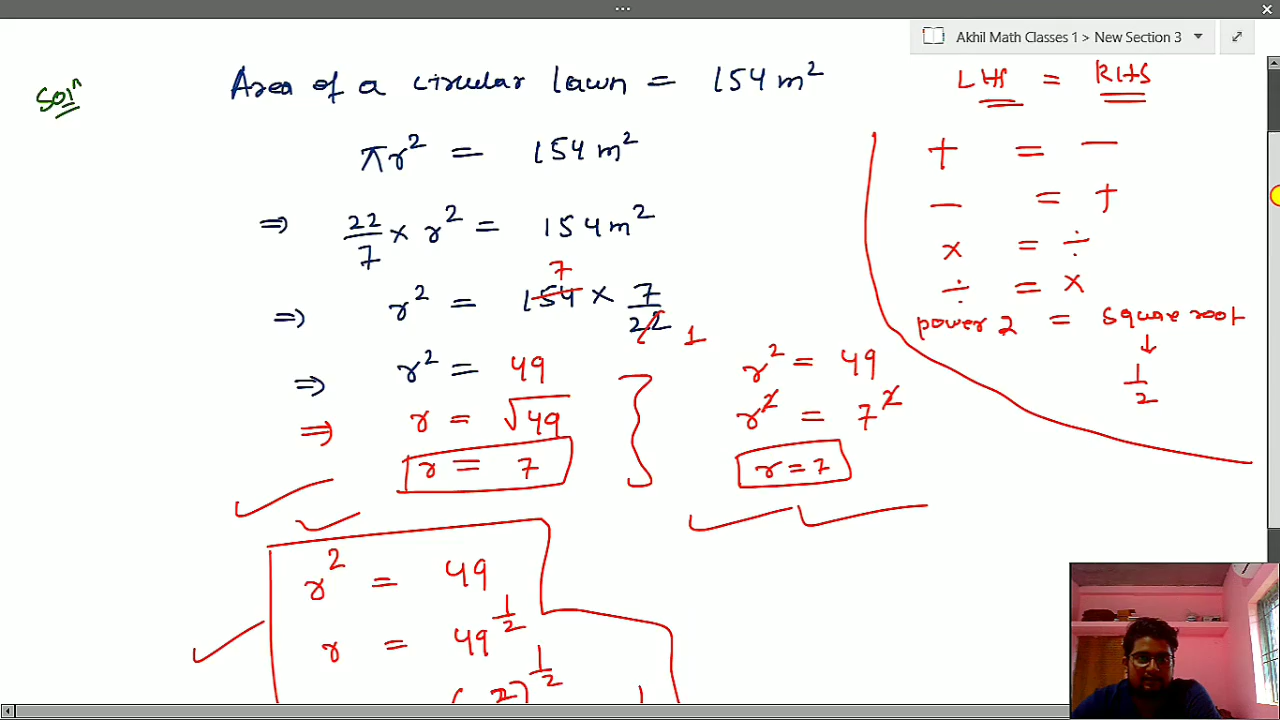 Akhil Math Classes 1 > New Section 3
Solⁿ
Area of a circular lawn = 154 m²
πr² = 154 m²
⇒ 22/7 × r² = 154 m²
7
⇒ r² = 154 × 7/22
1
⇒ r² = 49
⇒ r = √49
r = 7
r² = 49
r² = 7²
r = 7
LHS = RHS
+ = −
− = +
× = ÷
÷ = ×
power 2 = square root
↓
1/2
r² = 49
r = 49^1/2